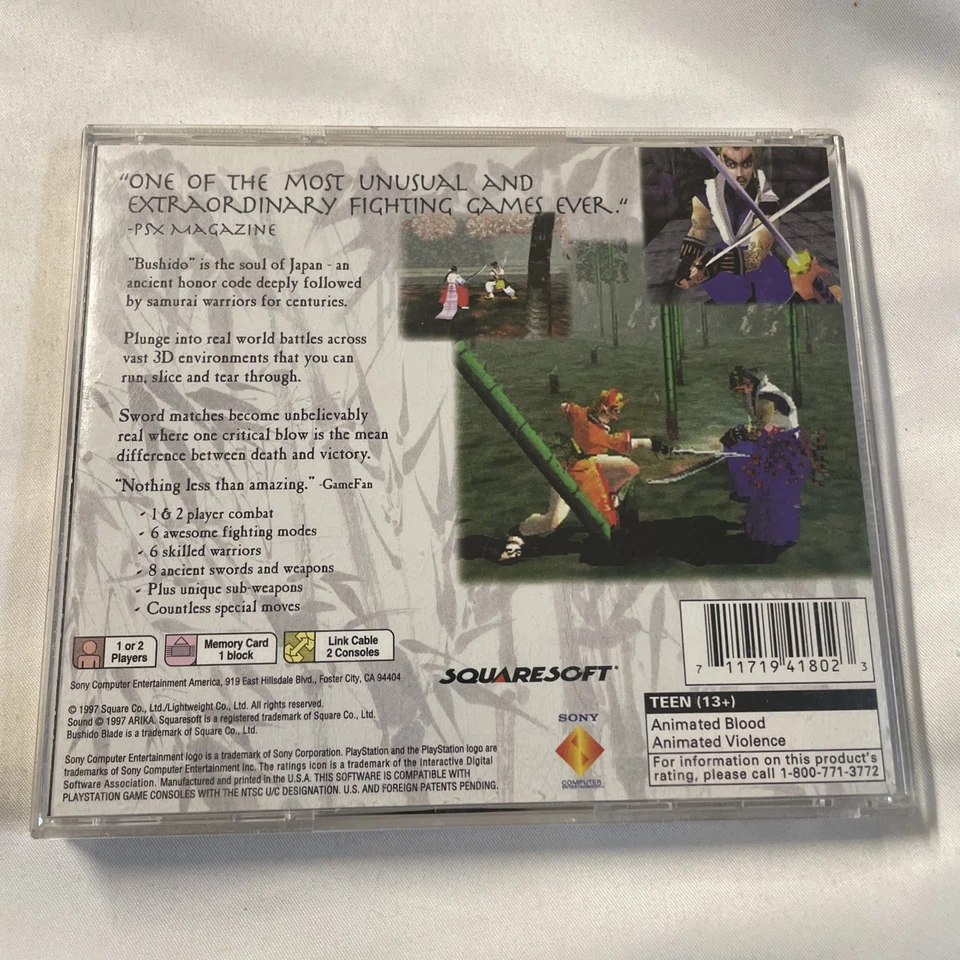 "ONE OF THE MOST UNUSUAL AND
EXTRAORDINARY FIGHTING GAMES EVER."
-PSX MAGAZINE
"Bushido" is the soul of Japan - an
ancient honor code deeply followed
by samurai warriors for centuries.
Plunge into real world battles across
vast 3D environments that you can
run, slice and tear through.
Sword matches become unbelievably
real where one critical blow is the mean
difference between death and victory.
"Nothing less than amazing." -GameFan
- 1 & 2 player combat
- 6 awesome fighting modes
- 6 skilled warriors
- 8 ancient swords and weapons
- Plus unique sub-weapons
- Countless special moves
1 or 2
Players
Memory Card
1 block
Link Cable
2 Consoles
Sony Computer Entertainment America, 919 East Hillsdale Blvd., Foster City, CA 94404
© 1997 Square Co., Ltd./Lightweight Co., Ltd. All rights reserved.
Sound © 1997 ARIKA. Squaresoft is a registered trademark of Square Co., Ltd.
Bushido Blade is a trademark of Square Co., Ltd.
Sony Computer Entertainment logo is a trademark of Sony Corporation. PlayStation and the PlayStation logo are
trademarks of Sony Computer Entertainment Inc. The ratings icon is a trademark of the Interactive Digital
Software Association. Manufactured and printed in the U.S.A. THIS SOFTWARE IS COMPATIBLE WITH
PLAYSTATION GAME CONSOLES WITH THE NTSC U/C DESIGNATION. U.S. AND FOREIGN PATENTS PENDING.
SQUARESOFT®
SONY
COMPUTER
ENTERTAINMENT
7 11719 41802 3
TEEN (13+)
Animated Blood
Animated Violence
For information on this product's
rating, please call 1-800-771-3772